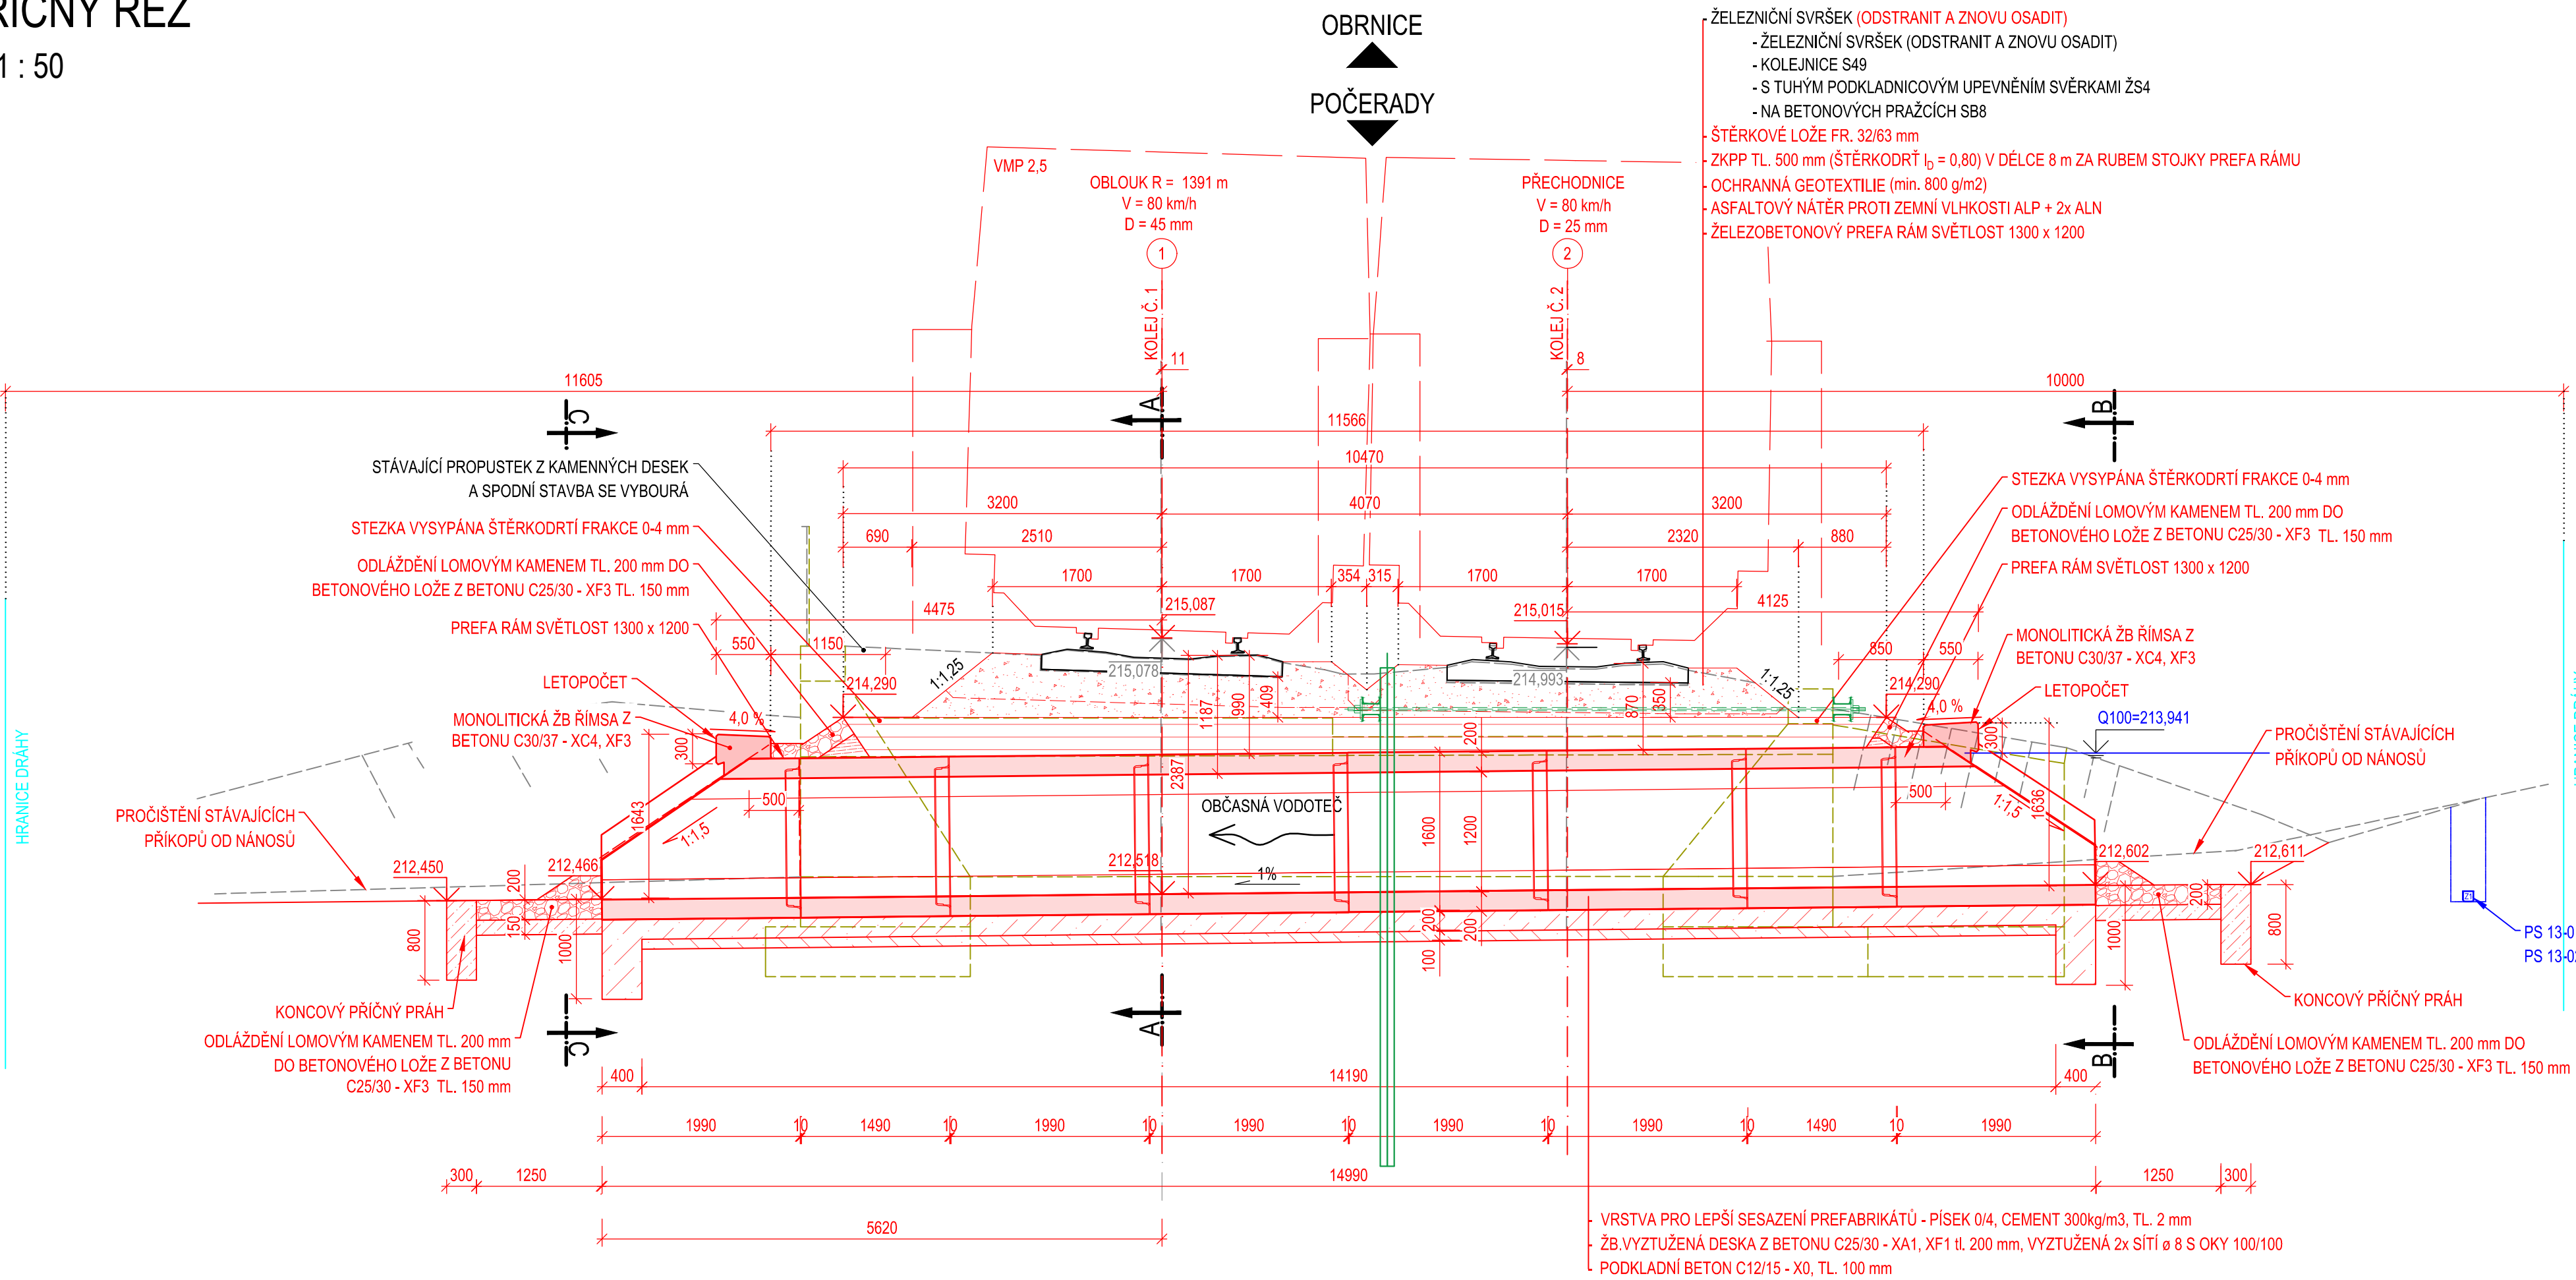 ŘÍČNÝ ŘEZ
1 : 50
OBRNICE
POČERADY
- ŽELEZNIČNÍ SVRŠEK (ODSTRANIT A ZNOVU OSADIT)
- ŽELEZNIČNÍ SVRŠEK (ODSTRANIT A ZNOVU OSADIT)
- KOLEJNICE S49
- S TUHÝM PODKLADNICOVÝM UPEVNĚNÍM SVĚRKAMI ŽS4
- NA BETONOVÝCH PRAŽCÍCH SB8
- ŠTĚRKOVÉ LOŽE FR. 32/63 mm
- ZKPP TL. 500 mm (ŠTĚRKODRŤ ID = 0,80) V DÉLCE 8 m ZA RUBEM STOJKY PREFA RÁMU
- OCHRANNÁ GEOTEXTILIE (min. 800 g/m2)
- ASFALTOVÝ NÁTĚR PROTI ZEMNÍ VLHKOSTI ALP + 2x ALN
- ŽELEZOBETONOVÝ PREFA RÁM SVĚTLOST 1300 x 1200
VMP 2,5
OBLOUK R = 1391 m
V = 80 km/h
D = 45 mm
1
PŘECHODNICE
V = 80 km/h
D = 25 mm
2
KOLEJ Č. 1
KOLEJ Č. 2
11
8
11605
10000
C
A
B
11566
10470
3200
4070
3200
690
2510
2320
880
1700
1700
354
315
1700
1700
4475
215,087
215,015
4125
550
1150
850
550
STÁVAJÍCÍ PROPUSTEK Z KAMENNÝCH DESEK
A SPODNÍ STAVBA SE VYBOURÁ
STEZKA VYSYPÁNA ŠTĚRKODRTÍ FRAKCE 0-4 mm
ODLÁŽDĚNÍ LOMOVÝM KAMENEM TL. 200 mm DO
BETONOVÉHO LOŽE Z BETONU C25/30 - XF3 TL. 150 mm
PREFA RÁM SVĚTLOST 1300 x 1200
LETOPOČET
MONOLITICKÁ ŽB ŘÍMSA Z
BETONU C30/37 - XC4, XF3
STEZKA VYSYPÁNA ŠTĚRKODRTÍ FRAKCE 0-4 mm
ODLÁŽDĚNÍ LOMOVÝM KAMENEM TL. 200 mm DO
BETONOVÉHO LOŽE Z BETONU C25/30 - XF3 TL. 150 mm
PREFA RÁM SVĚTLOST 1300 x 1200
MONOLITICKÁ ŽB ŘÍMSA Z
BETONU C30/37 - XC4, XF3
LETOPOČET
Q100=213,941
PROČIŠTĚNÍ STÁVAJÍCÍCH
PŘÍKOPŮ OD NÁNOSŮ
214,290
1:1,25
215,078
214,993
1:1,25
214,290
4,0 %
4,0 %
1187
990
409
870
350
200
300
300
1643
1636
2387
500
500
1:1,5
1:1,5
OBČASNÁ VODOTEČ
1600
1200
1%
HRANICE DRÁHY
PROČIŠTĚNÍ STÁVAJÍCÍCH
PŘÍKOPŮ OD NÁNOSŮ
212,450
212,466
212,518
212,602
212,611
200
150
800
1000
200
200
100
200
1000
800
Z1
PS 13-0
PS 13-02
KONCOVÝ PŘÍČNÝ PRÁH
ODLÁŽDĚNÍ LOMOVÝM KAMENEM TL. 200 mm
DO BETONOVÉHO LOŽE Z BETONU
C25/30 - XF3 TL. 150 mm
C
A
B
KONCOVÝ PŘÍČNÝ PRÁH
ODLÁŽDĚNÍ LOMOVÝM KAMENEM TL. 200 mm DO
BETONOVÉHO LOŽE Z BETONU C25/30 - XF3 TL. 150 mm
400
14190
400
1990
10
1490
10
1990
10
1990
10
1990
10
1990
10
1490
10
1990
300
1250
14990
1250
300
5620
- VRSTVA PRO LEPŠÍ SESAZENÍ PREFABRIKÁTŮ - PÍSEK 0/4, CEMENT 300kg/m3, TL. 2 mm
- ŽB.VYZTUŽENÁ DESKA Z BETONU C25/30 - XA1, XF1 tl. 200 mm, VYZTUŽENÁ 2x SÍTÍ ø 8 S OKY 100/100
- PODKLADNÍ BETON C12/15 - X0, TL. 100 mm